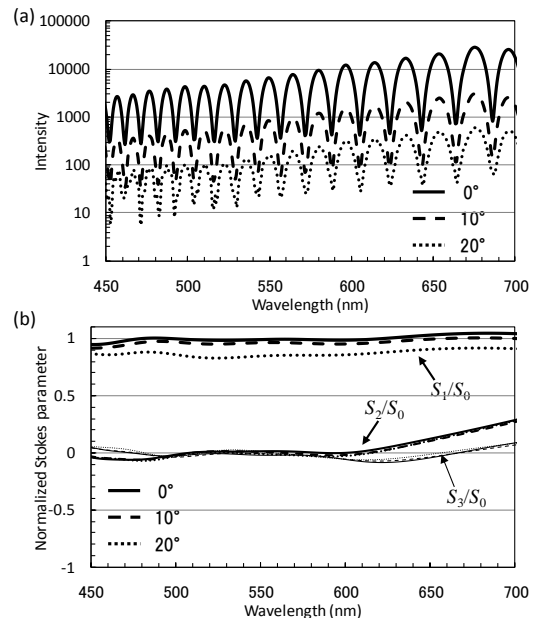 (a)
100000
10000
1000
100
10
1
Intensity
450 500 550 600 650 700
Wavelength (nm)
0°
10°
20°
(b)
1
0.5
0
-0.5
-1
Normalized Stokes parameter
S1/S0
S2/S0
S3/S0
0°
10°
20°
450 500 550 600 650 700
Wavelength (nm)